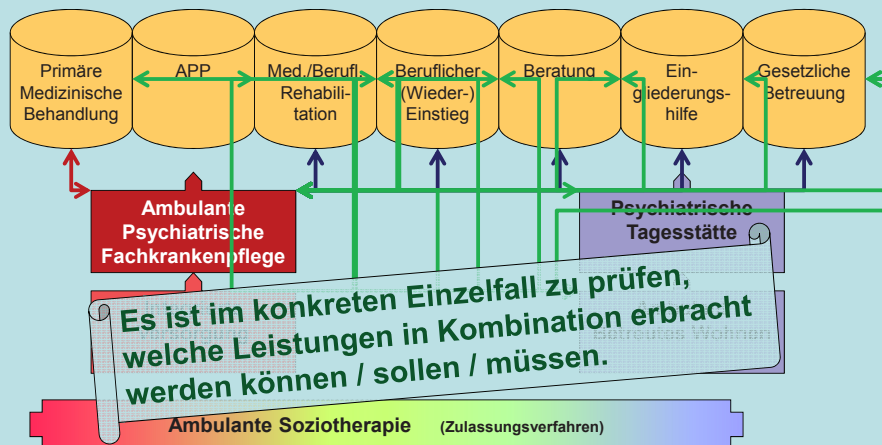 Primäre
Medizinische
Behandlung
APP
Med./Berufl.
Rehabili-
tation
Beruflicher
(Wieder-)
Einstieg
Beratung
Ein-
gliederungs-
hilfe
Gesetzliche
Betreuung
Ambulante
Psychiatrische
Fachkrankenpflege
Psychiatrische
Tagesstätte
Es ist im konkreten Einzelfall zu prüfen,
welche Leistungen in Kombination erbracht
werden können / sollen / müssen.
Betreutes Wohnen
Ambulante Soziotherapie (Zulassungsverfahren)